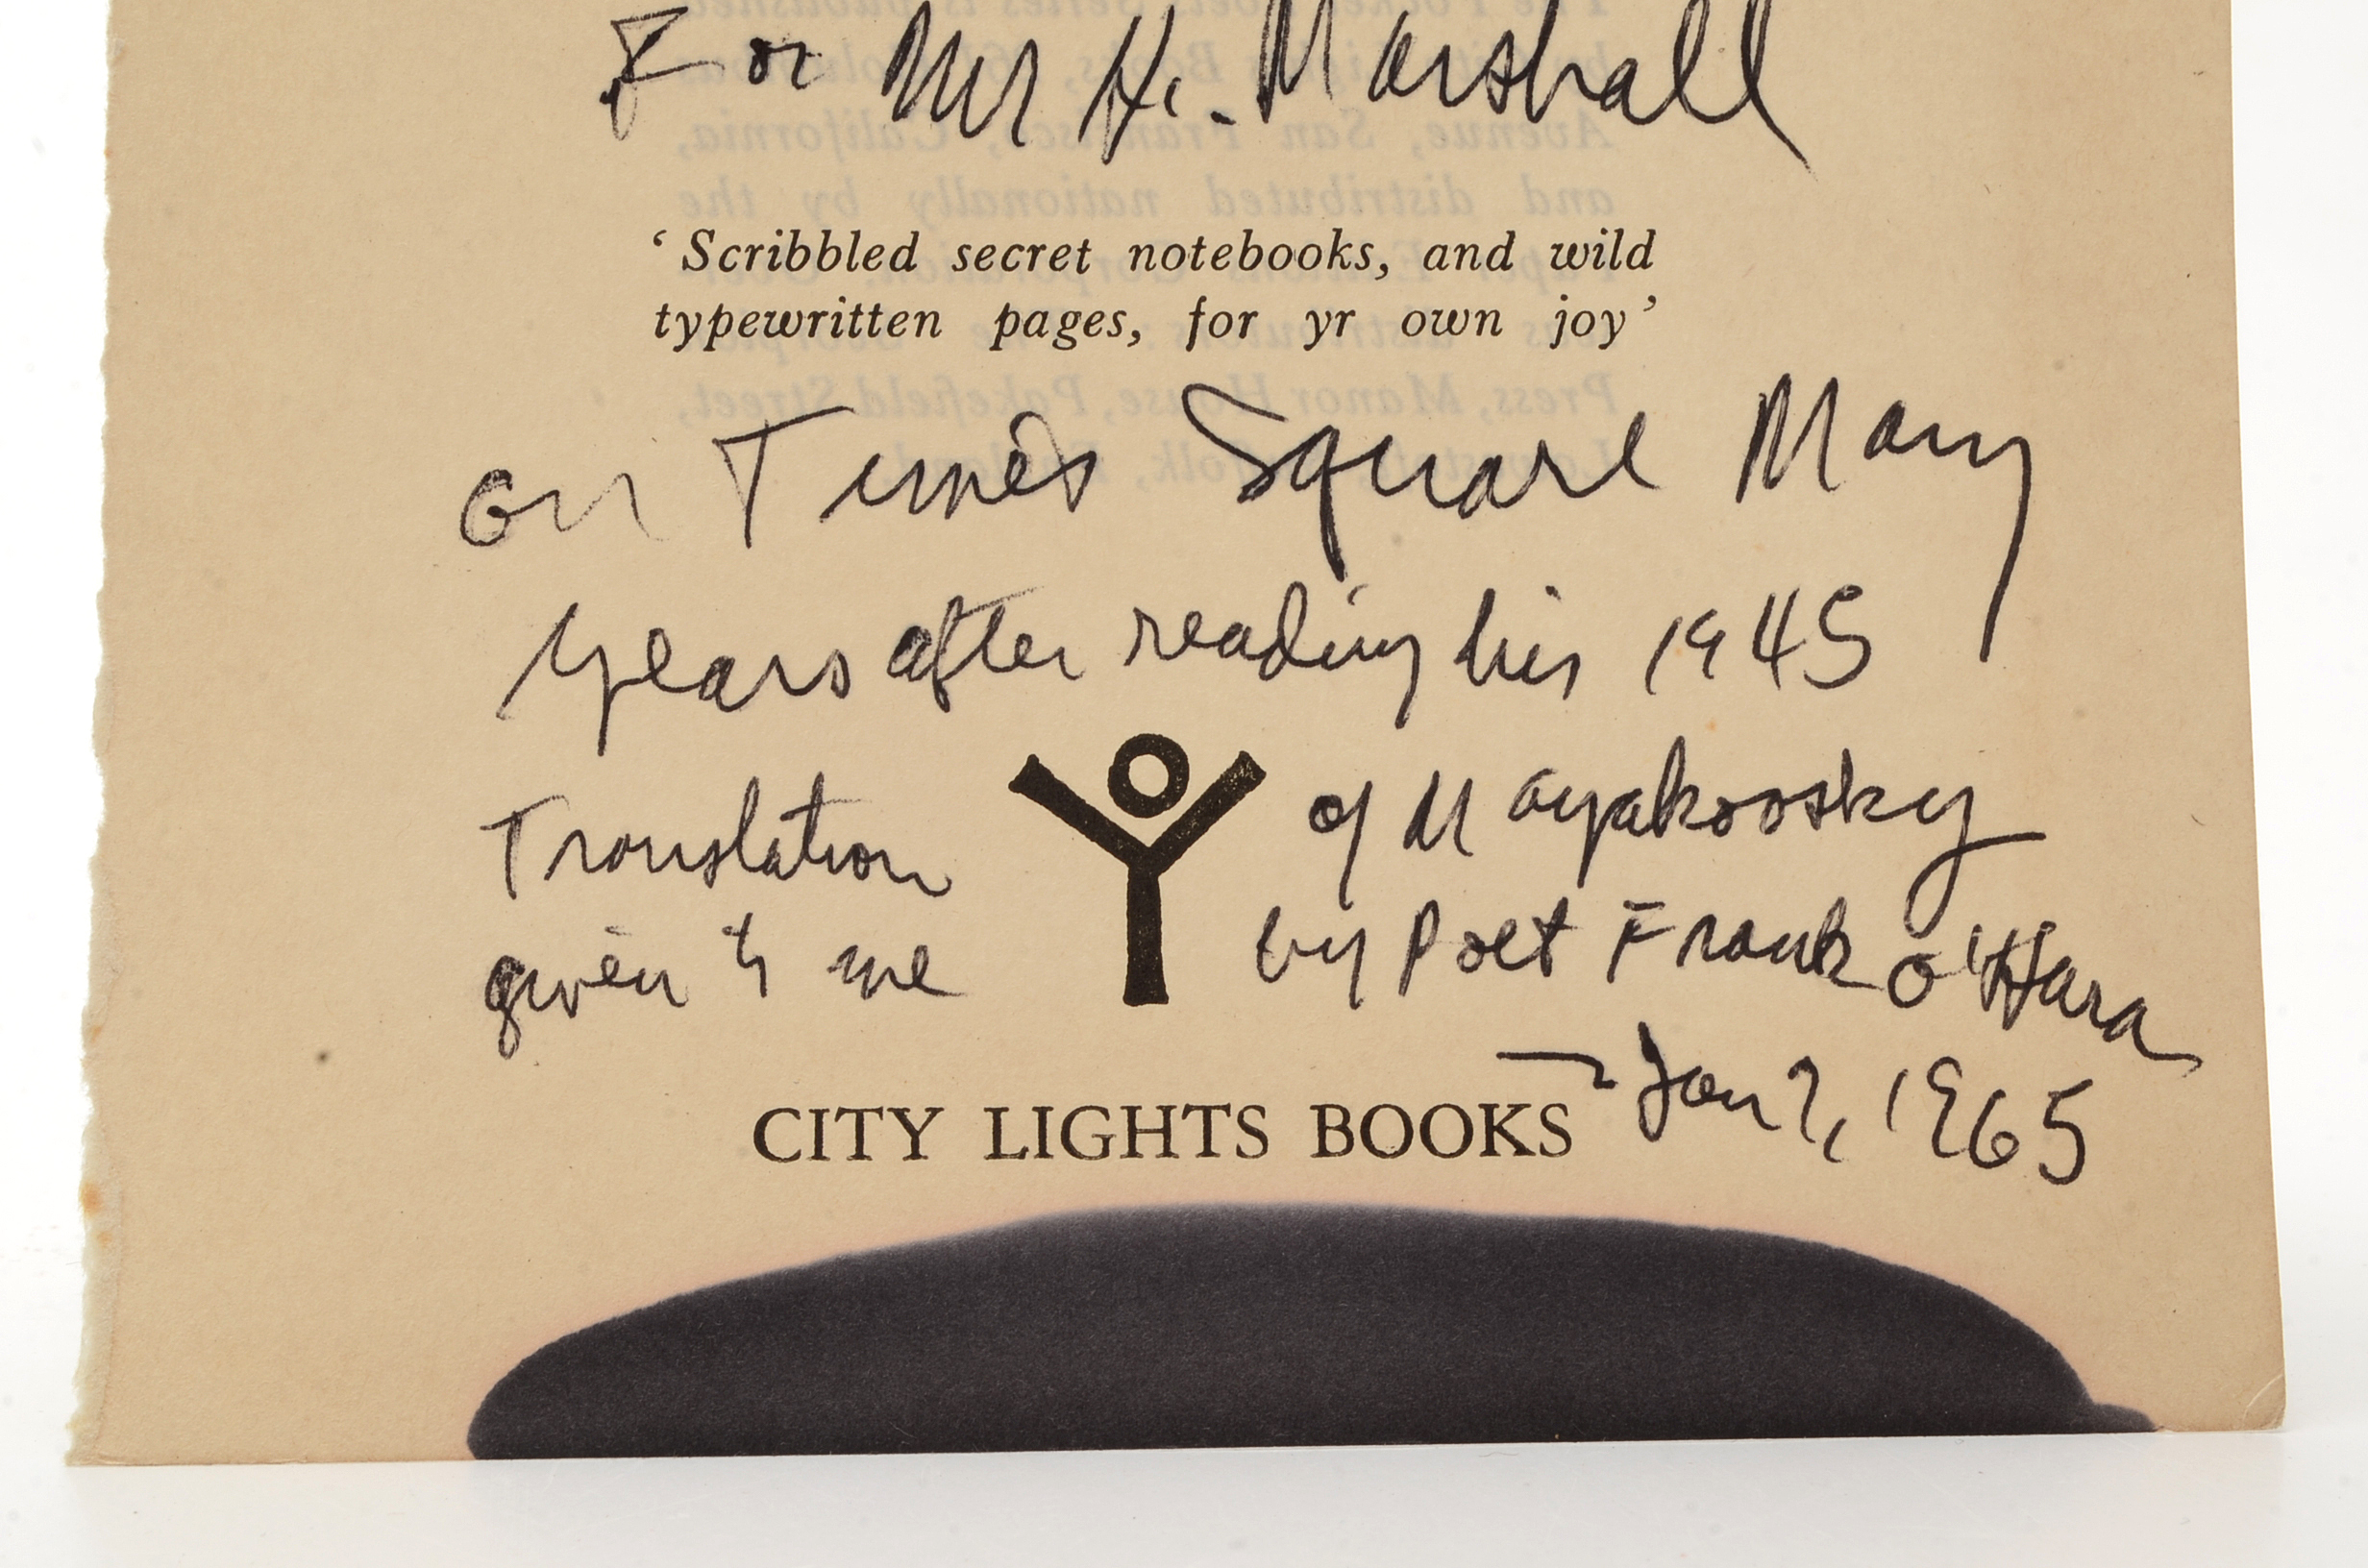 For Mr H. Marshall
‘Scribbled secret notebooks, and wild
typewritten pages, for yr own joy’
on Times Square Many
Years after reading his 1945
Translation of Mayakovsky
given to me by Poet Frank O'Hara
— Jan 7, 1965
CITY LIGHTS BOOKS